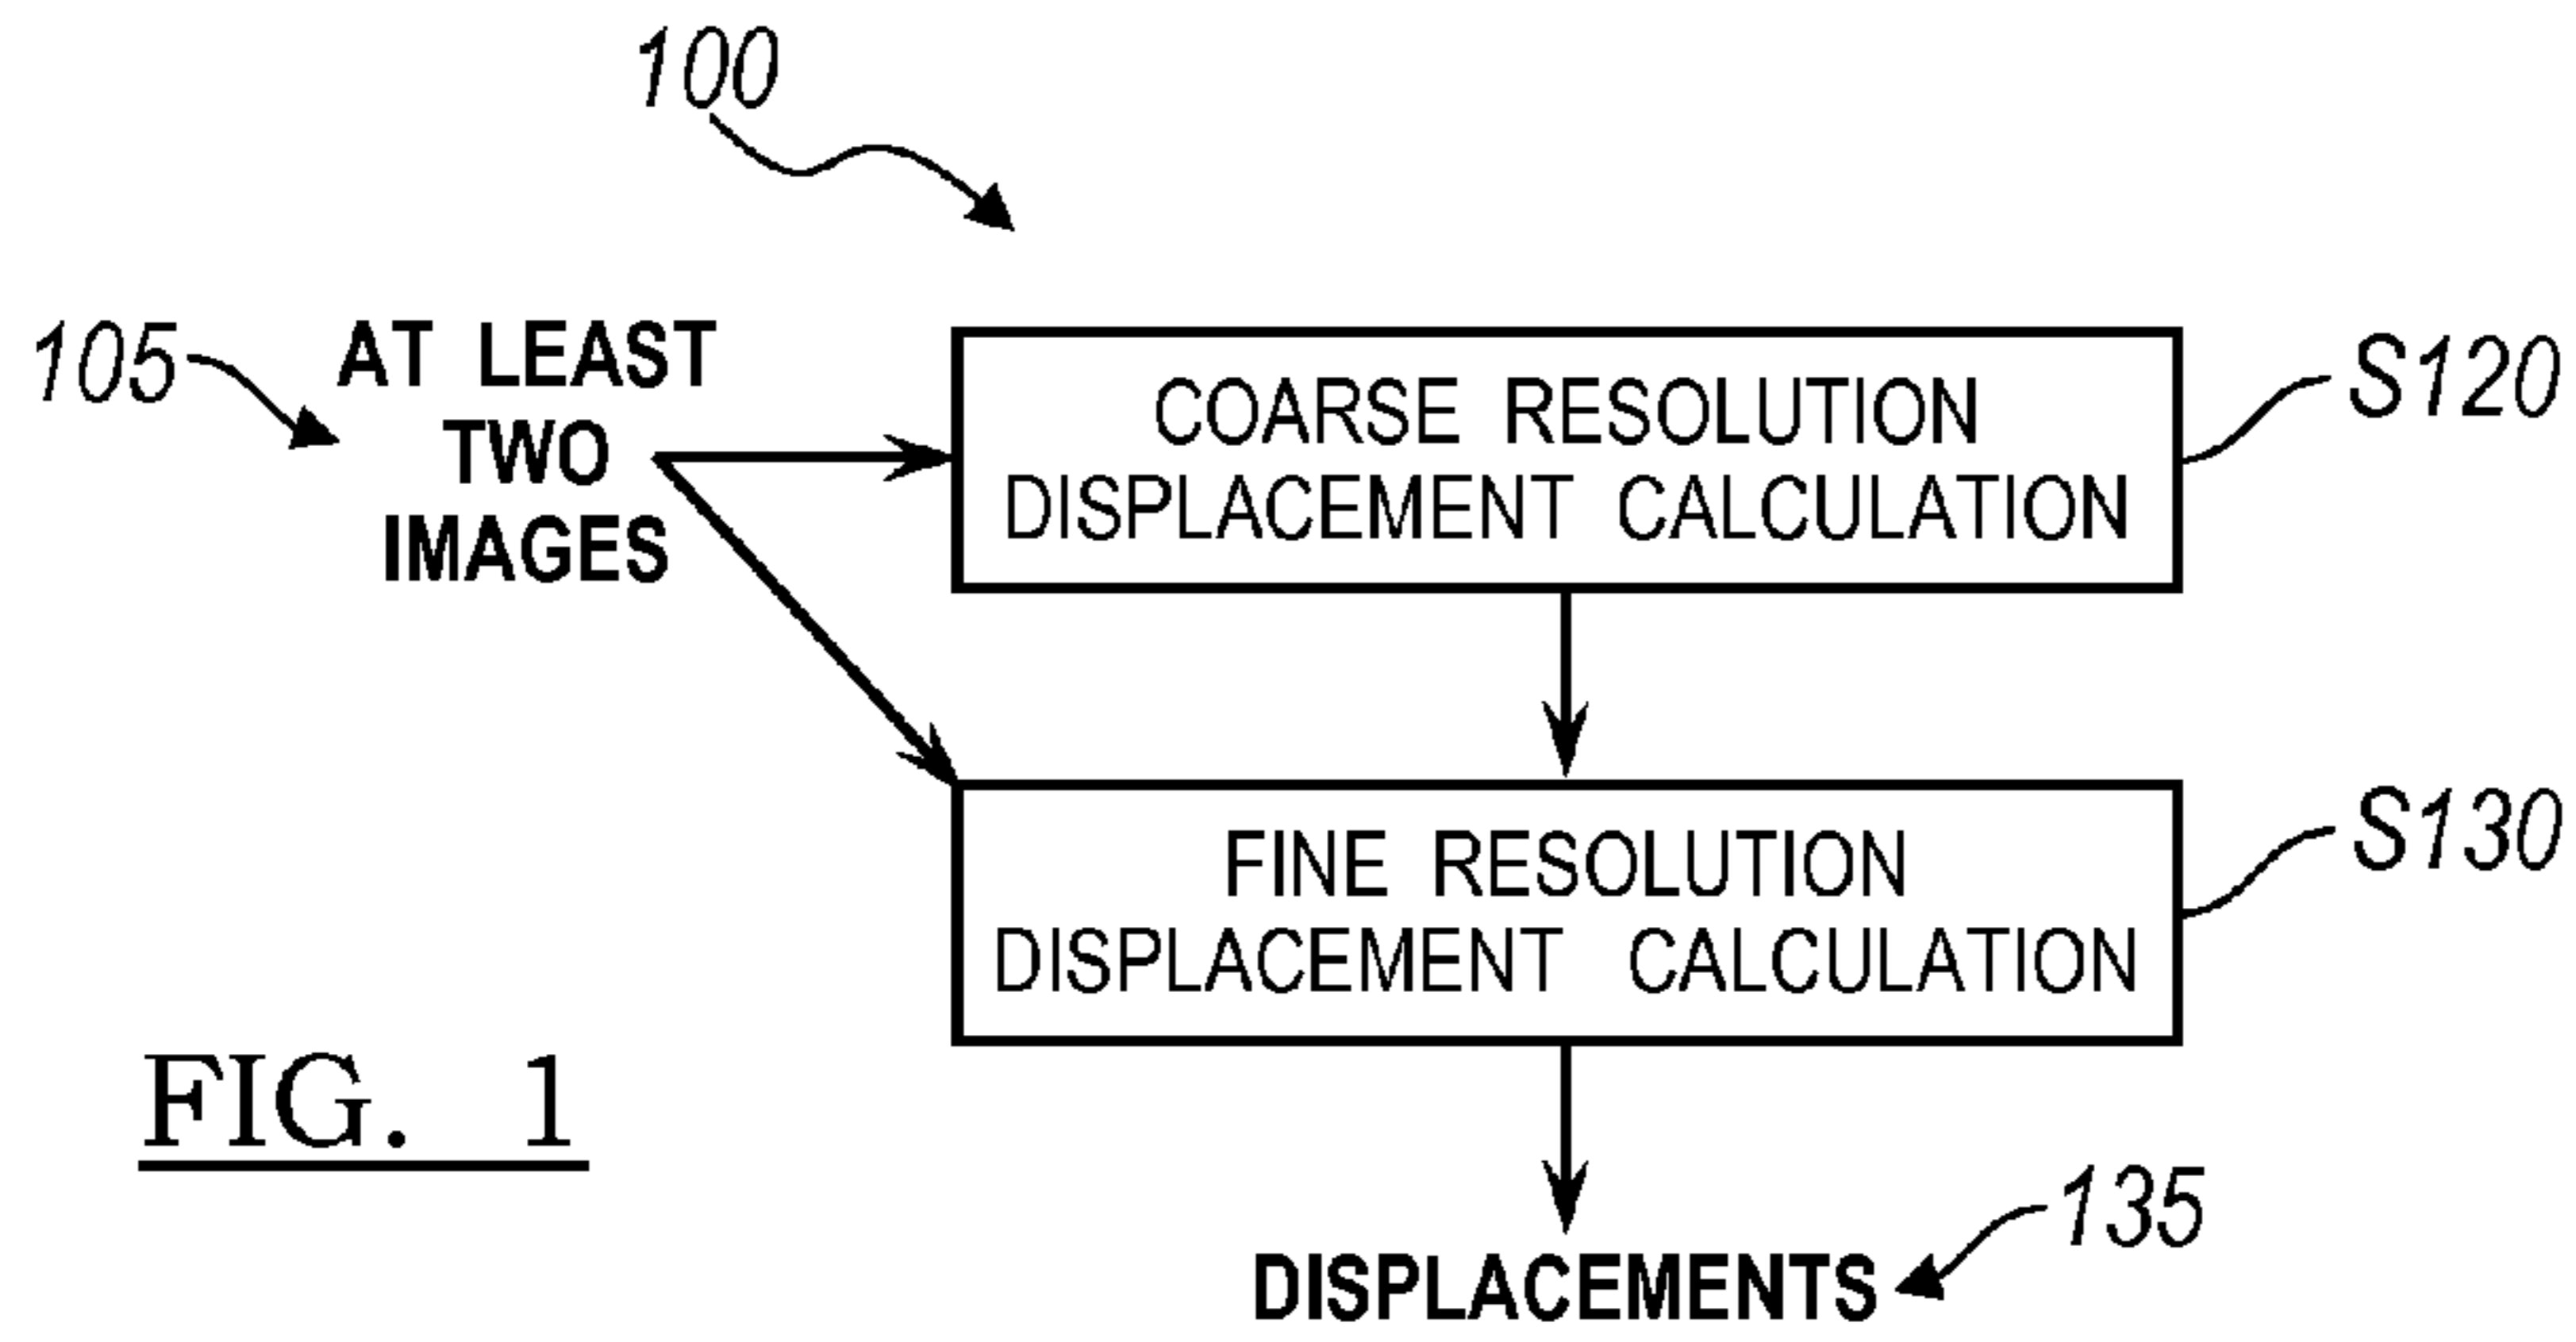 100
105
AT LEAST
TWO
IMAGES
COARSE RESOLUTION
DISPLACEMENT CALCULATION
S120
FINE RESOLUTION
DISPLACEMENT CALCULATION
S130
FIG. 1
135
DISPLACEMENTS